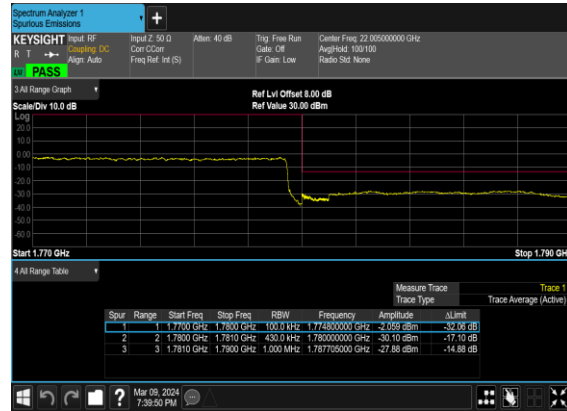 Spectrum Analyzer 1
Spurious Emissions
KEYSIGHT Input: RF Input Z: 50 Ω Atten: 40 dB Trig: Free Run Center Freq: 22.005000000 GHz
R T Coupling: DC Corr CCorr Gate: Off Avg|Hold: 100/100
Align: Auto Freq Ref: Int (S) IF Gain: Low Radio Std: None
LW PASS
3 All Range Graph
Ref Lvl Offset 8.00 dB
Scale/Div 10.0 dB Ref Value 30.00 dBm
Log
20.0
10.0
0.00
-10.0
-20.0
-30.0
-40.0
-50.0
-60.0
Start 1.770 GHz Stop 1.790 GH
4 All Range Table
Measure Trace Trace 1
Trace Type Trace Average (Active)
Spur Range Start Freq Stop Freq RBW Frequency Amplitude ΔLimit
1 1 1.7700 GHz 1.7800 GHz 100.0 kHz 1.774800000 GHz -2.059 dBm -32.06 dB
2 2 1.7800 GHz 1.7810 GHz 430.0 kHz 1.780000000 GHz -30.10 dBm -17.10 dB
3 3 1.7810 GHz 1.7900 GHz 1.000 MHz 1.787705000 GHz -27.88 dBm -14.88 dB
? Mar 09, 2024
7:39:50 PM